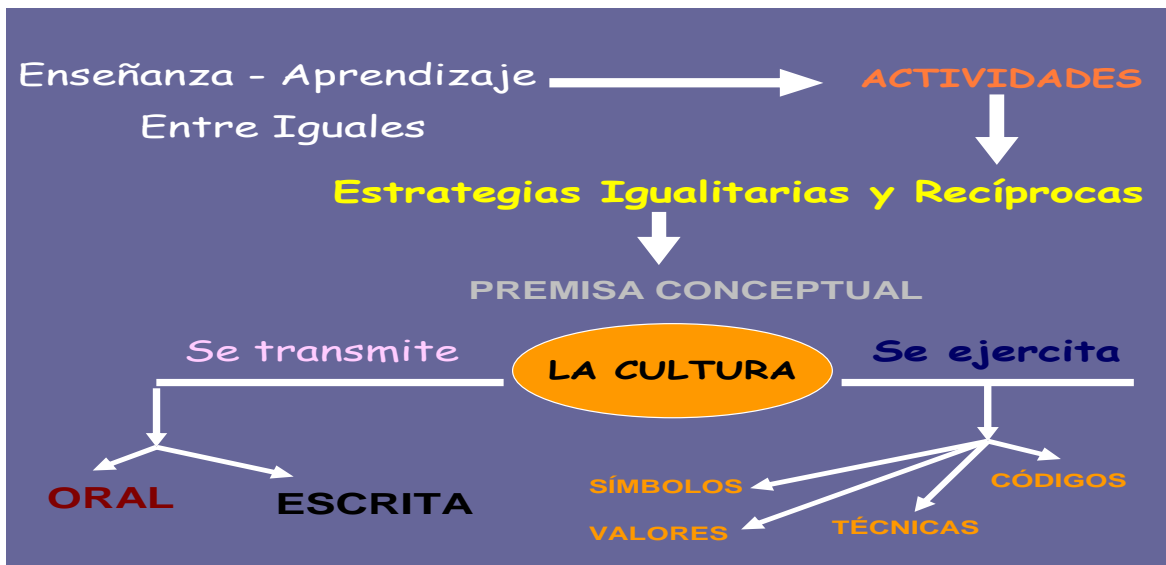 Enseñanza - Aprendizaje
ACTIVIDADES
Entre Iguales
Estrategias Igualitarias y Recíprocas
PREMISA CONCEPTUAL
Se transmite
LA CULTURA
Se ejercita
ORAL
ESCRITA
SÍMBOLOS
CÓDIGOS
VALORES
TÉCNICAS